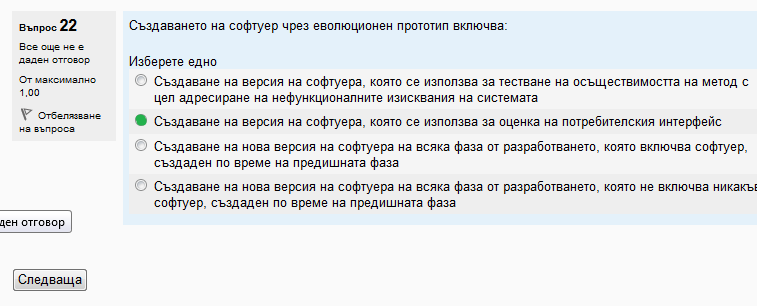 Въпрос 22
Все още не е
даден отговор
От максимално
1,00
Отбелязване
на въпроса
Създаването на софтуер чрез еволюционен прототип включва:
Изберете едно
Създаване на версия на софтуера, която се използва за тестване на осъществимостта на метод с
цел адресиране на нефункционалните изисквания на системата
Създаване на версия на софтуера, която се използва за оценка на потребителския интерфейс
Създаване на нова версия на софтуера на всяка фаза от разработването, която включва софтуер,
създаден по време на предишната фаза
Създаване на нова версия на софтуера на всяка фаза от разработването, която не включва никакъв
софтуер, създаден по време на предишната фаза
ден отговор
Следваща